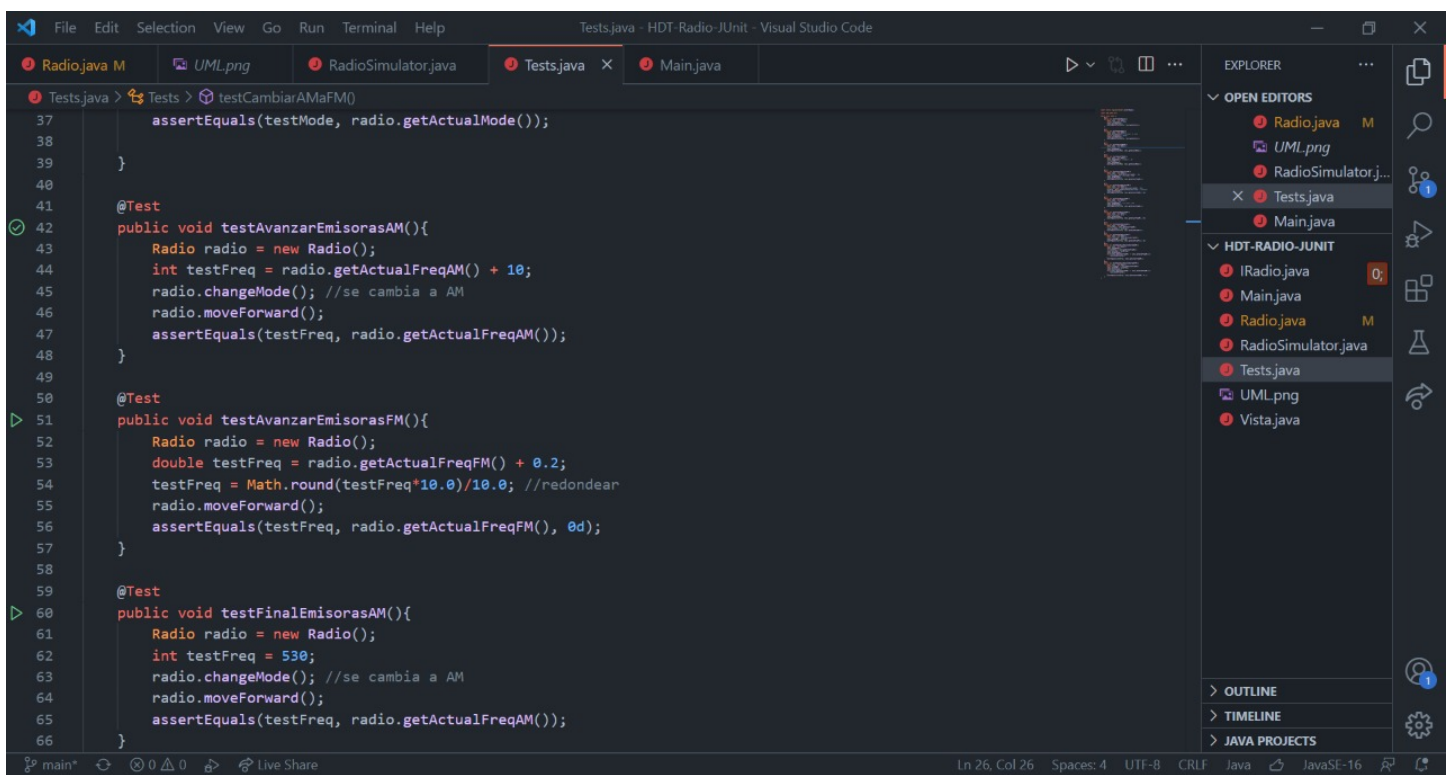 File Edit Selection View Go Run Terminal Help Tests.java - HDT-Radio-JUnit - Visual Studio Code
Radio.java M UML.png RadioSimulator.java Tests.java Main.java
Tests.java > Tests > testCambiarAMaFM()
37 assertEquals(testMode, radio.getActualMode());
38
39 }
40
41 @Test
42 public void testAvanzarEmisorasAM(){
43 Radio radio = new Radio();
44 int testFreq = radio.getActualFreqAM() + 10;
45 radio.changeMode(); //se cambia a AM
46 radio.moveForward();
47 assertEquals(testFreq, radio.getActualFreqAM());
48 }
49
50 @Test
51 public void testAvanzarEmisorasFM(){
52 Radio radio = new Radio();
53 double testFreq = radio.getActualFreqFM() + 0.2;
54 testFreq = Math.round(testFreq*10.0)/10.0; //redondear
55 radio.moveForward();
56 assertEquals(testFreq, radio.getActualFreqFM(), 0d);
57 }
58
59 @Test
60 public void testFinalEmisorasAM(){
61 Radio radio = new Radio();
62 int testFreq = 530;
63 radio.changeMode(); //se cambia a AM
64 radio.moveForward();
65 assertEquals(testFreq, radio.getActualFreqAM());
66 }
EXPLORER
OPEN EDITORS
Radio.java M
UML.png
RadioSimulator.j...
Tests.java
Main.java
HDT-RADIO-JUNIT
IRadio.java 0;
Main.java
Radio.java M
RadioSimulator.java
Tests.java
UML.png
Vista.java
OUTLINE
TIMELINE
JAVA PROJECTS
1
1
main* 0 0 Live Share Ln 26, Col 26 Spaces: 4 UTF-8 CRLF Java JavaSE-16